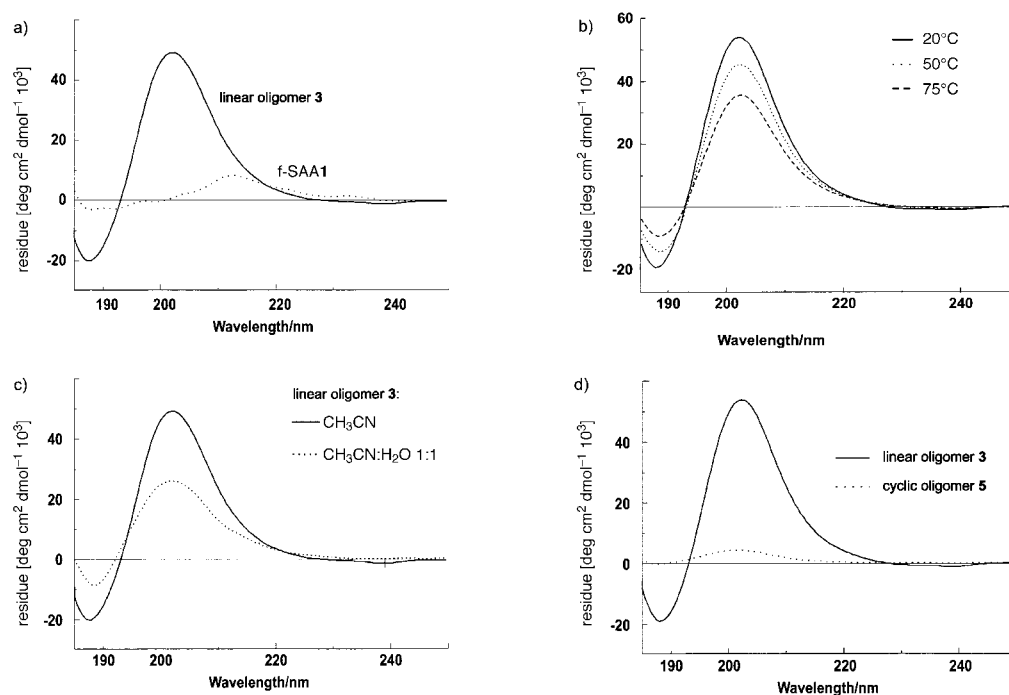 a)
residue [deg cm² dmol⁻¹ 10³]
40
20
0
-20
linear oligomer 3
f-SAA1
190
200
220
240
Wavelength/nm
b)
residue [deg cm² dmol⁻¹ 10³]
60
40
20
0
-20
20°C
50°C
75°C
190
200
220
240
Wavelength/nm
c)
residue [deg cm² dmol⁻¹ 10³]
40
20
0
-20
linear oligomer 3:
CH₃CN
CH₃CN:H₂O 1:1
190
200
220
240
Wavelength/nm
d)
residue [deg cm² dmol⁻¹ 10³]
60
40
20
0
-20
linear oligomer 3
cyclic oligomer 5
190
200
220
240
Wavelength/nm